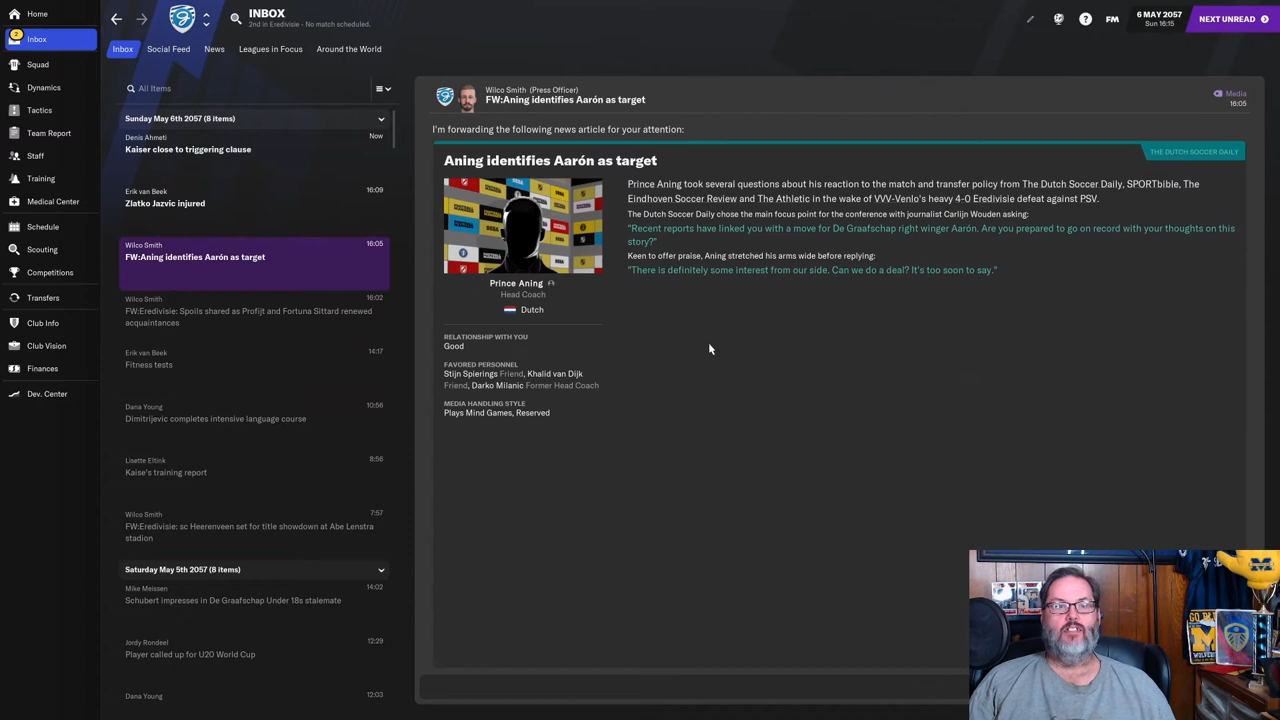 Home
Inbox
2
Squad
Dynamics
Tactics
Team Report
Staff
Training
Medical Center
Schedule
Scouting
Competitions
Transfers
Club Info
Club Vision
Finances
Dev. Center
INBOX
2nd in Eredivisie - No match scheduled.
FM
6 MAY 2057
Sun 16:15
NEXT UNREAD
Inbox
Social Feed
News
Leagues in Focus
Around the World
All Items
Sunday May 6th 2057 (8 items)
Denis Ahmeti
Now
Kaiser close to triggering clause
Erik van Beek
16:09
Zlatko Jazvic injured
Wilco Smith
16:05
FW:Aning identifies Aarón as target
Wilco Smith
16:02
FW:Eredivisie: Spoils shared as Profijt and Fortuna Sittard renewed
acquaintances
Erik van Beek
14:17
Fitness tests
Dana Young
10:56
Dimitrijevic completes intensive language course
Lisette Eltink
8:56
Kaise's training report
Wilco Smith
7:57
FW:Eredivisie: sc Heerenveen set for title showdown at Abe Lenstra
stadion
Saturday May 5th 2057 (8 items)
Mike Meissen
14:02
Schubert impresses in De Graafschap Under 18s stalemate
Jordy Rondeel
12:29
Player called up for U20 World Cup
Dana Young
12:03
Wilco Smith (Press Officer)
FW:Aning identifies Aarón as target
Media
16:05
I'm forwarding the following news article for your attention:
Aning identifies Aarón as target
THE DUTCH SOCCER DAILY
Prince Aning
Head Coach
Dutch
RELATIONSHIP WITH YOU
Good
FAVORED PERSONNEL
Stijn Spierings Friend, Khalid van Dijk
Friend, Darko Milanic Former Head Coach
MEDIA HANDLING STYLE
Plays Mind Games, Reserved
Prince Aning took several questions about his reaction to the match and transfer policy from The Dutch Soccer Daily, SPORTbible, The
Eindhoven Soccer Review and The Athletic in the wake of VVV-Venlo's heavy 4-0 Eredivisie defeat against PSV.
The Dutch Soccer Daily chose the main focus point for the conference with journalist Carlijn Wouden asking:
"Recent reports have linked you with a move for De Graafschap right winger Aarón. Are you prepared to go on record with your thoughts on this
story?"
Keen to offer praise, Aning stretched his arms wide before replying:
"There is definitely some interest from our side. Can we do a deal? It's too soon to say."